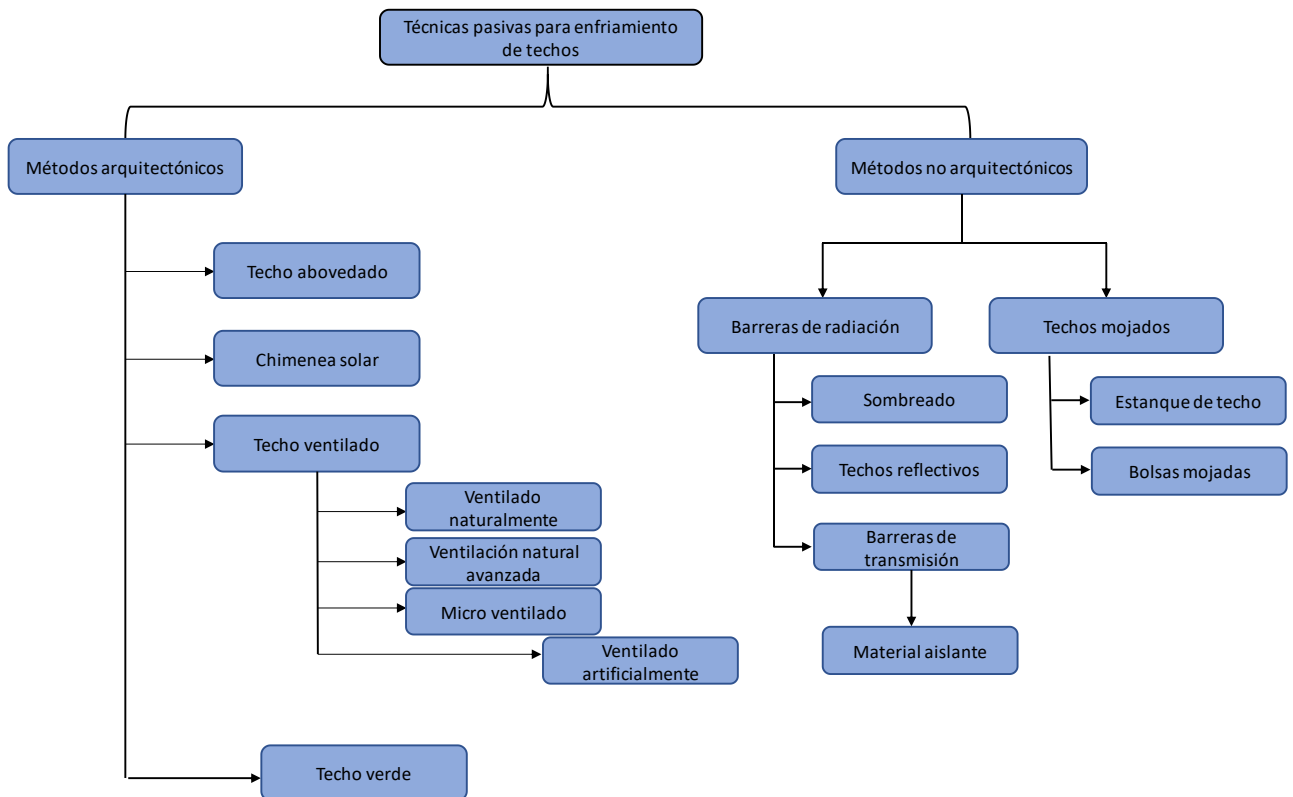 Técnicas pasivas para enfriamiento
de techos
Métodos arquitectónicos
Métodos no arquitectónicos
Techo abovedado
Chimenea solar
Techo ventilado
Ventilado
naturalmente
Ventilación natural
avanzada
Micro ventilado
Ventilado
artificialmente
Techo verde
Barreras de radiación
Sombreado
Techos reflectivos
Barreras de
transmisión
Material aislante
Techos mojados
Estanque de techo
Bolsas mojadas